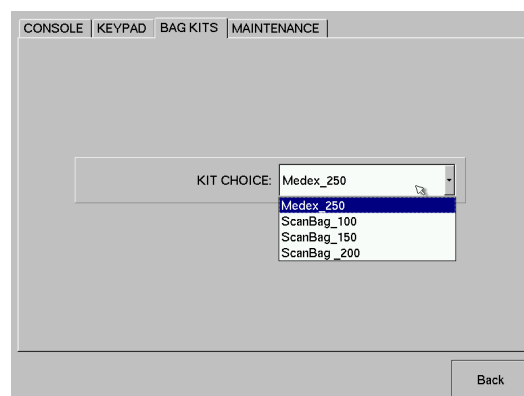 CONSOLE KEYPAD BAG KITS MAINTENANCE
KIT CHOICE: Medex_250
Medex_250
ScanBag_100
ScanBag_150
ScanBag _200
Back